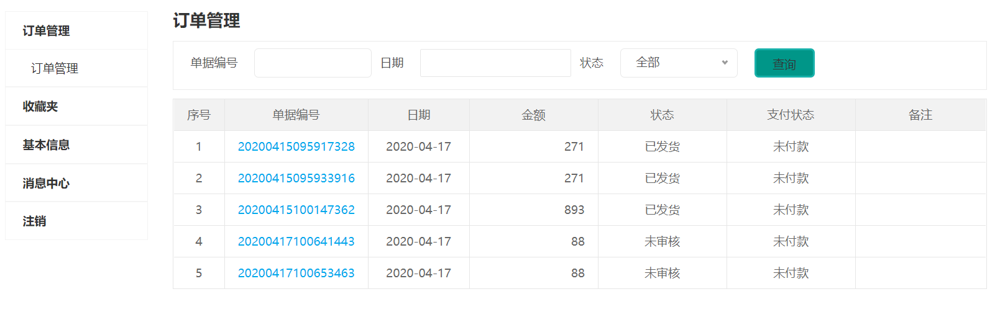 订单管理
订单管理
收藏夹
基本信息
消息中心
注销
订单管理
单据编号 日期 状态 全部 查询
序号 单据编号 日期 金额 状态 支付状态 备注
1 20200415095917328 2020-04-17 271 已发货 未付款
2 20200415095933916 2020-04-17 271 已发货 未付款
3 20200415100147362 2020-04-17 893 已发货 未付款
4 20200417100641443 2020-04-17 88 未审核 未付款
5 20200417100653463 2020-04-17 88 未审核 未付款